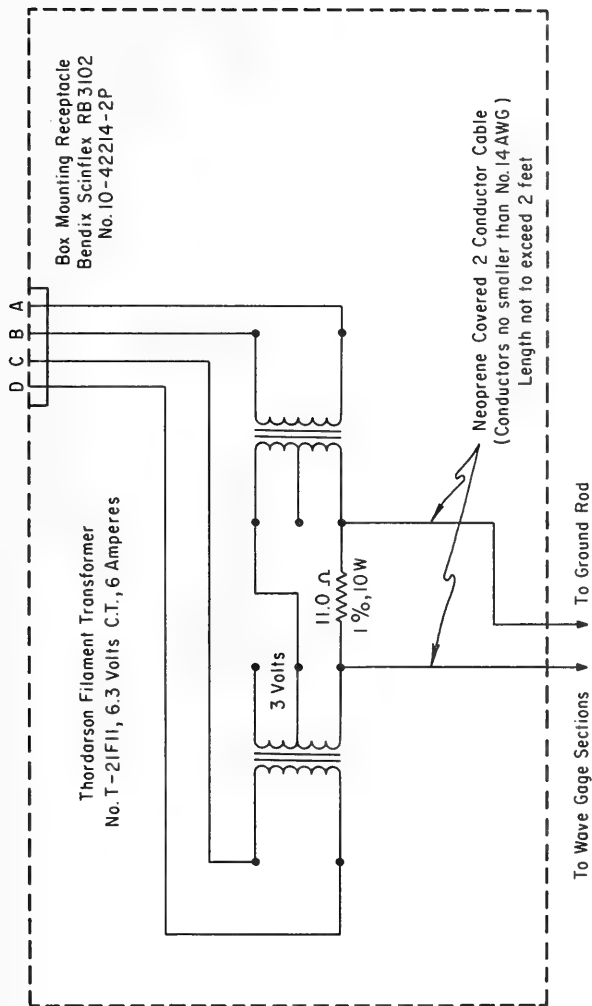 Box Mounting Receptacle
Bendix Scinflex RB3102
No. 10-42214-2P
D C B A
Thordarson Filament Transformer
No. T-21F11, 6.3 Volts C.T., 6 Amperes
3 Volts
11.0 Ω
1 %, 10W
Neoprene Covered 2 Conductor Cable
(Conductors no smaller than No. 14 AWG)
Length not to exceed 2 feet
To Wave Gage Sections
To Ground Rod